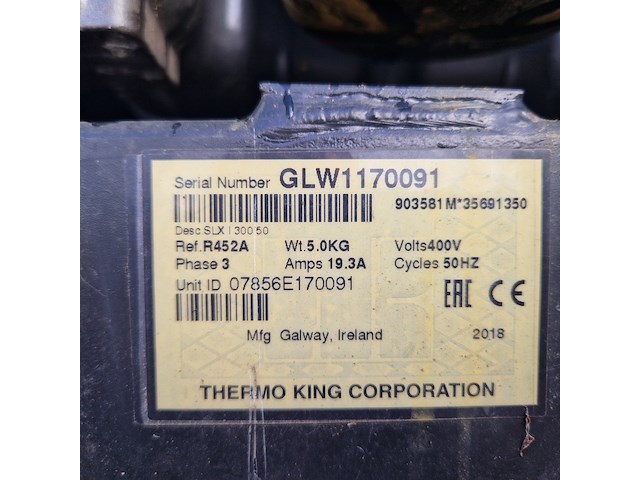 Serial Number GLW1170091
903581M*35691350
Desc.SLX I 300 50
Ref.R452A Wt.5.0KG Volts400V
Phase 3 Amps 19.3A Cycles 50HZ
Unit ID 07856E170091
EAC CE
Mfg Galway, Ireland 2018
THERMO KING CORPORATION